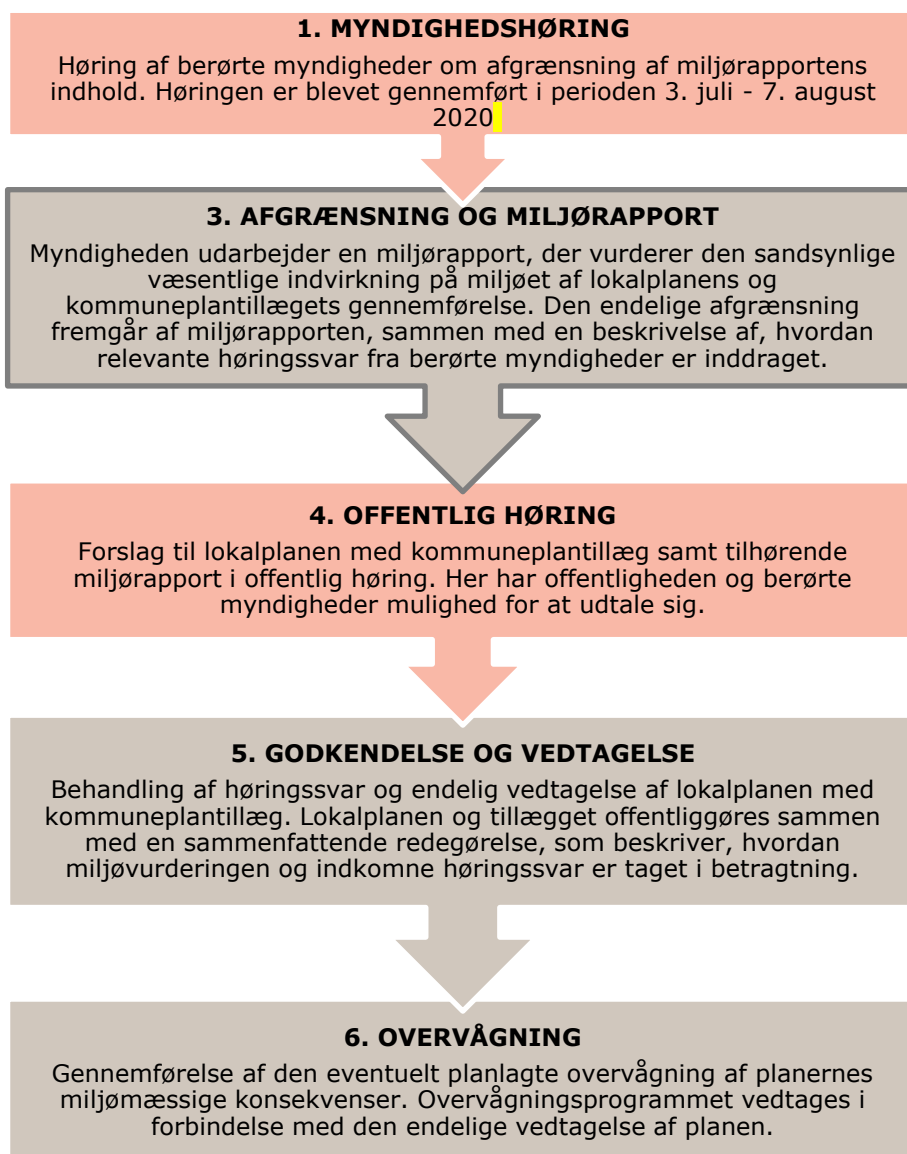 1. MYNDIGHEDSHØRING
Høring af berørte myndigheder om afgrænsning af miljørapportens
indhold. Høringen er blevet gennemført i perioden 3. juli - 7. august
2020
3. AFGRÆNSNING OG MILJØRAPPORT
Myndigheden udarbejder en miljørapport, der vurderer den sandsynlige
væsentlige indvirkning på miljøet af lokalplanens og
kommuneplantillægets gennemførelse. Den endelige afgrænsning
fremgår af miljørapporten, sammen med en beskrivelse af, hvordan
relevante høringssvar fra berørte myndigheder er inddraget.
4. OFFENTLIG HØRING
Forslag til lokalplanen med kommuneplantillæg samt tilhørende
miljørapport i offentlig høring. Her har offentligheden og berørte
myndigheder mulighed for at udtale sig.
5. GODKENDELSE OG VEDTAGELSE
Behandling af høringssvar og endelig vedtagelse af lokalplanen med
kommuneplantillæg. Lokalplanen og tillægget offentliggøres sammen
med en sammenfattende redegørelse, som beskriver, hvordan
miljøvurderingen og indkomne høringssvar er taget i betragtning.
6. OVERVÅGNING
Gennemførelse af den eventuelt planlagte overvågning af planernes
miljømæssige konsekvenser. Overvågningsprogrammet vedtages i
forbindelse med den endelige vedtagelse af planen.